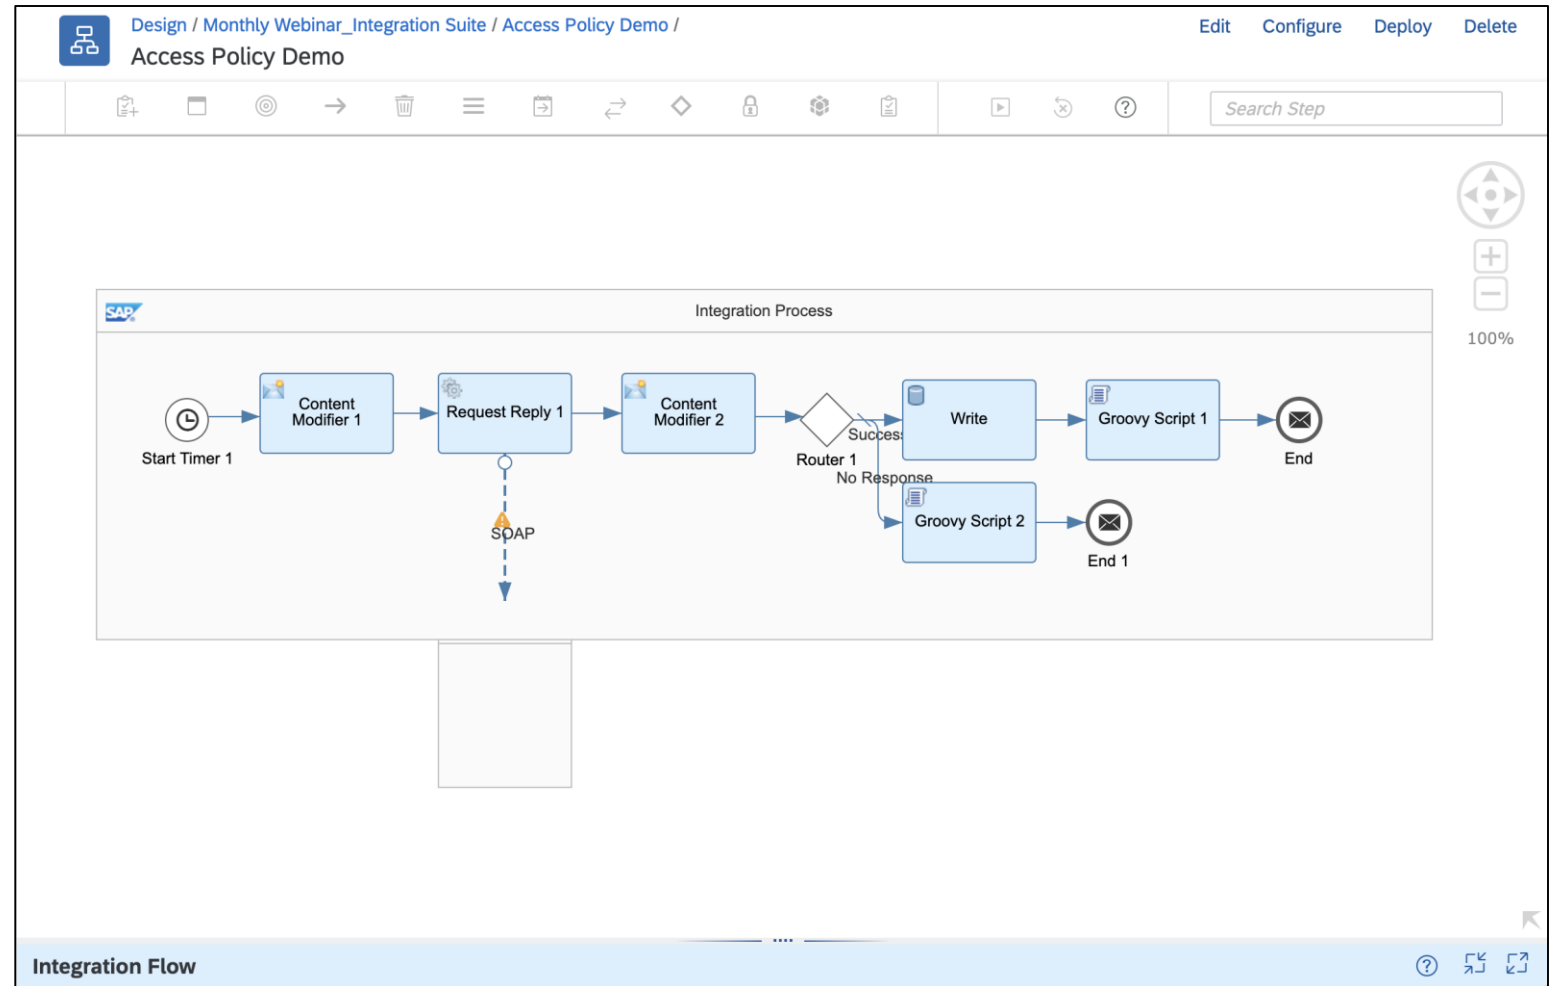 Design / Monthly Webinar_Integration Suite / Access Policy Demo /
Access Policy Demo
Edit Configure Deploy Delete
Search Step
100%
SAP
Integration Process
Start Timer 1
Content
Modifier 1
Request Reply 1
SOAP
Content
Modifier 2
Router 1
Success
No Response
Write
Groovy Script 1
End
Groovy Script 2
End 1
Integration Flow